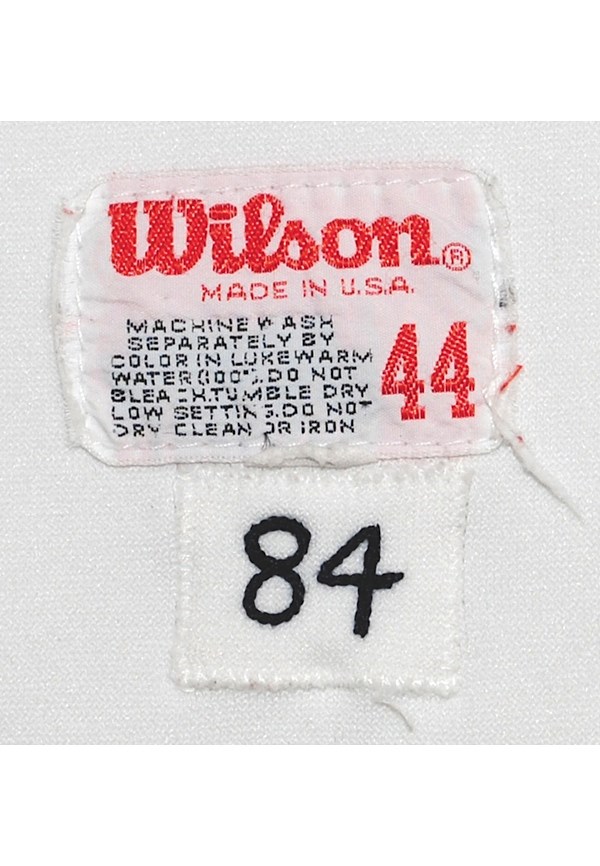 Wilson®
MADE IN U.S.A.
MACHINE WASH
SEPARATELY BY
COLOR IN LUKEWARM
WATER (100°). DO NOT
BLEACH. TUMBLE DRY
LOW SETTING. DO NOT
DRY CLEAN OR IRON
44
84